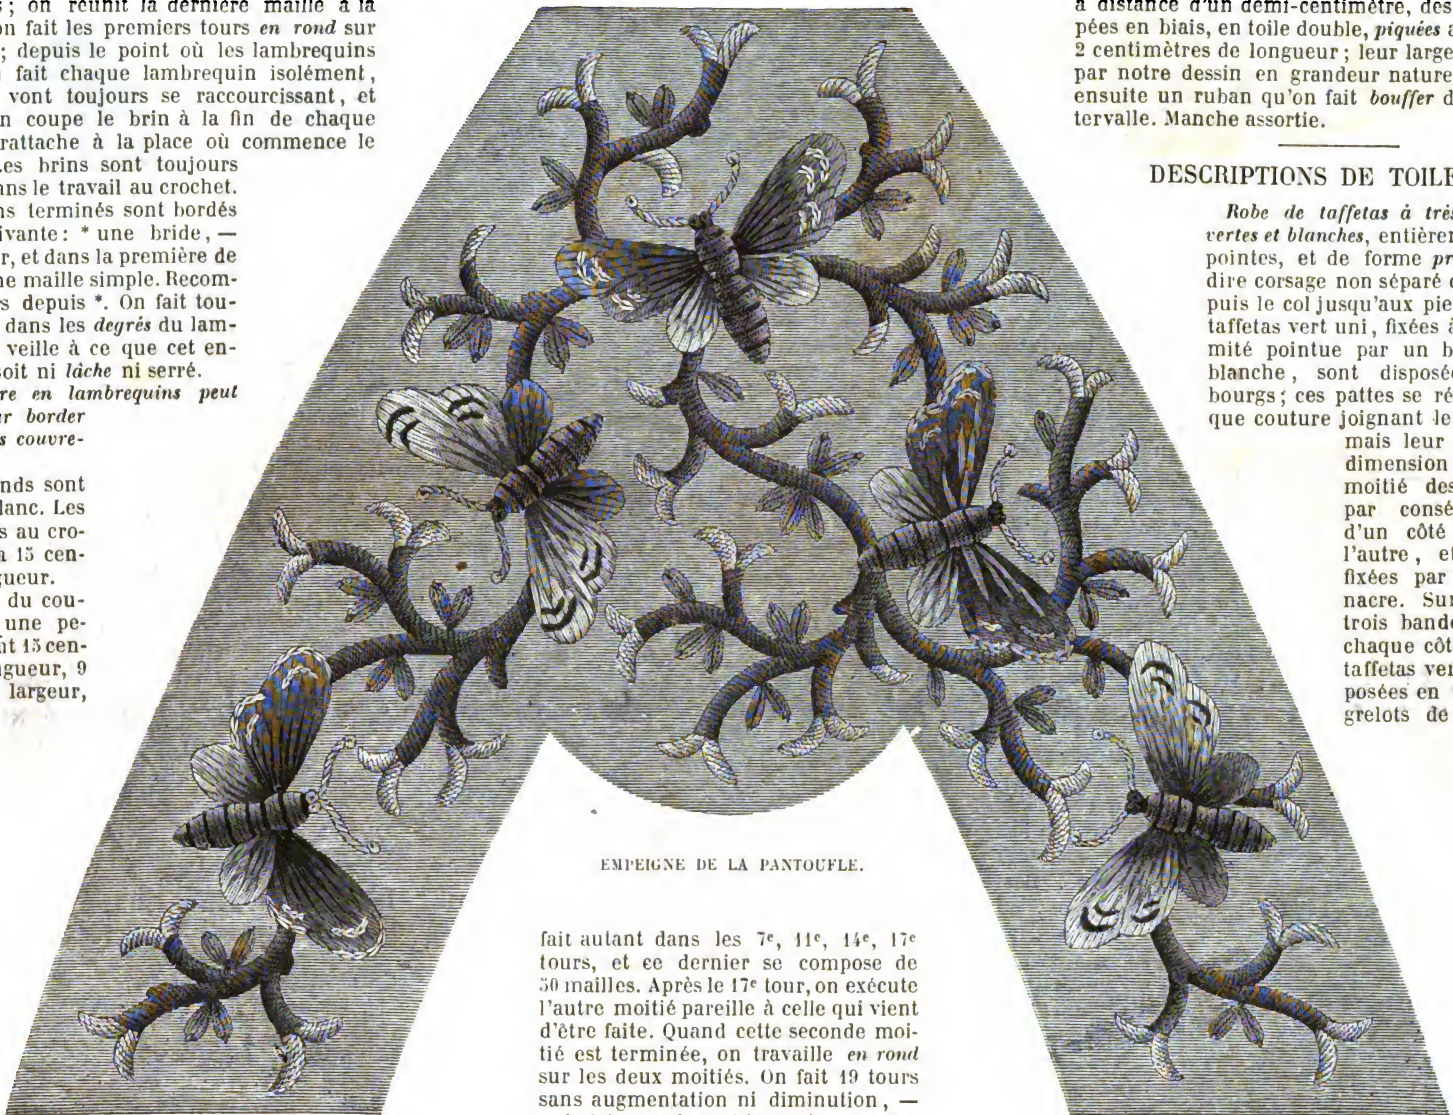 ; on réunit la dernière maille à la
on fait les premiers tours en rond sur
; depuis le point où les lambrequins
fait chaque lambrequin isolément,
vont toujours se raccourcissant, et
n coupe le brin à la fin de chaque
rattache à la place où commence le
es brins sont toujours
ns le travail au crochet.
ns terminés sont bordés
ivante: * une bride, —
r, et dans la première de
ne maille simple. Recom-
s depuis *. On fait tou-
dans les degrés du lam-
veille à ce que cet en-
oit ni lâche ni serré.
re en lambrequins peut
r border
s couvre-
nds sont
lanc. Les
s au cro-
a 15 cen-
gueur.
du cou-
une pe-
nt 15 cen-
gueur, 9
largeur,
EMPEIGNE DE LA PANTOUFLE.
fait autant dans les 7e, 11e, 14e, 17e
tours, et ce dernier se compose de
50 mailles. Après le 17e tour, on exécute
l'autre moitié pareille à celle qui vient
d'être faite. Quand cette seconde moi-
tié est terminée, on travaille en rond
sur les deux moitiés. On fait 19 tours
sans augmentation ni diminution, —
à distance d'un demi-centimètre, des
pées en biais, en toile double, piquées
2 centimètres de longueur; leur large
par notre dessin en grandeur nature
ensuite un ruban qu'on fait bouffer d
tervalle. Manche assortie.
DESCRIPTIONS DE TOILE
Robe de taffetas à très
vertes et blanches, entièrem
pointes, et de forme pr
dire corsage non séparé
puis le col jusqu'aux pie
taffetas vert uni, fixées
mité pointue par un b
blanche, sont disposé
bourgs; ces pattes se ré
que couture joignant le
mais leur
dimension
moitié des
par consé
d'un côté
l'autre, et
fixées par
nacre. Sur
trois band
chaque côt
taffetas ver
posées en
grelots de